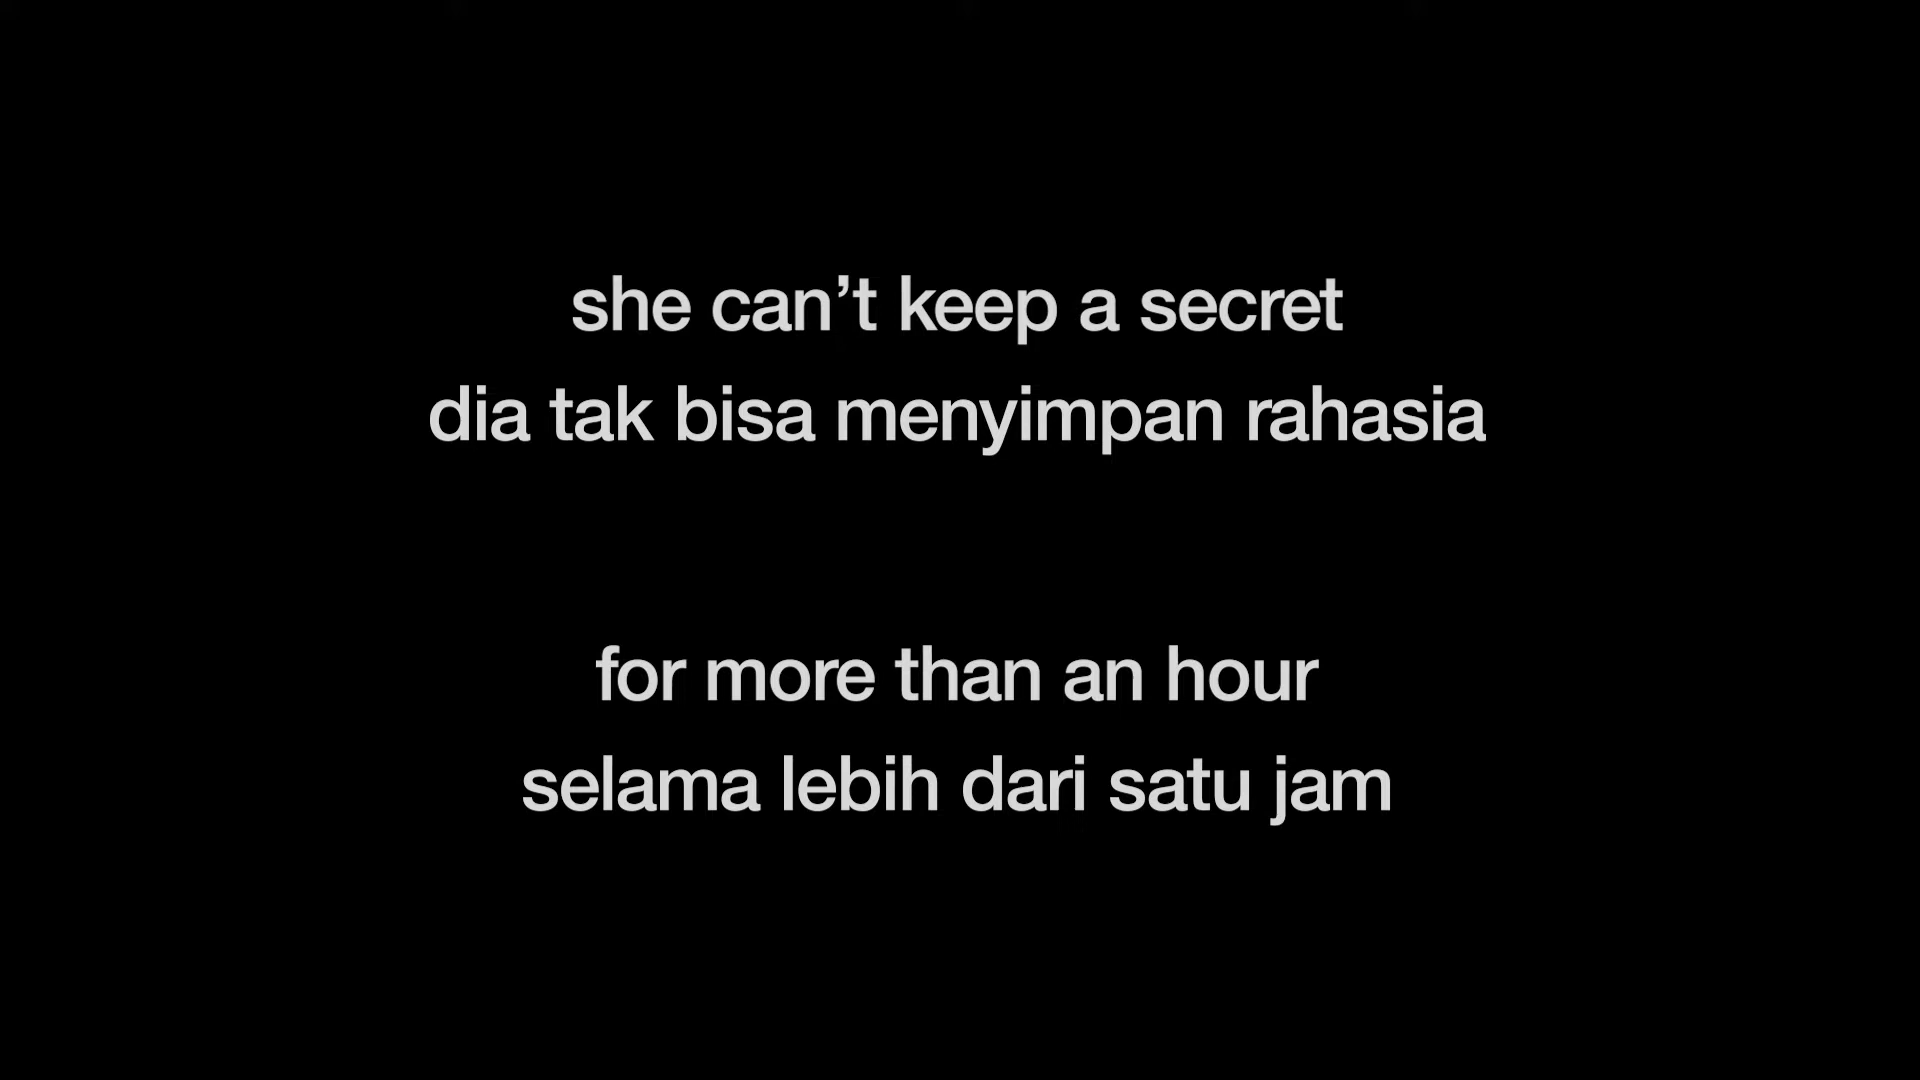 she can’t keep a secret
dia tak bisa menyimpan rahasia
for more than an hour
selama lebih dari satu jam